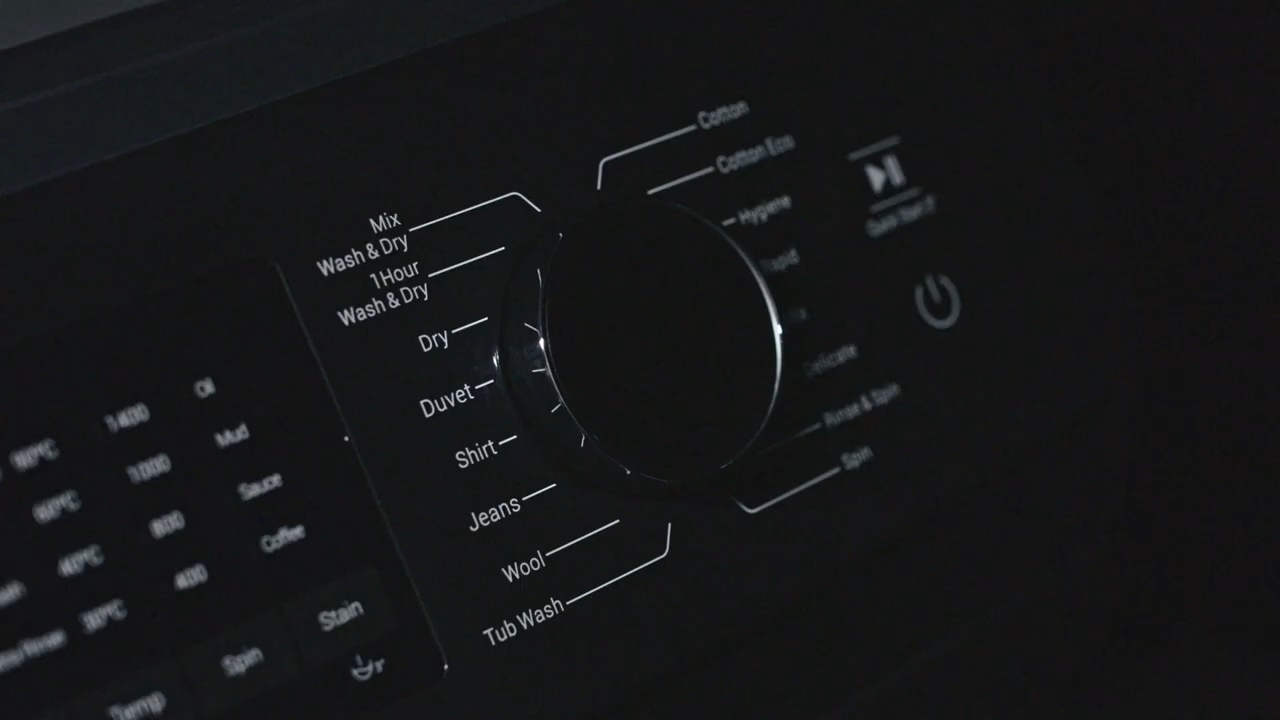 Cotton
Cotton Eco
Hygiene
Rapid
Delicate
Rinse & Spin
Spin
Mix
Wash & Dry
1Hour
Wash & Dry
Dry
Duvet
Shirt
Jeans
Wool
Tub Wash
Oil
Mud
Sauce
Coffee
Stain
1400
1000
800
400
Spin
90°C
60°C
40°C
30°C
Temp